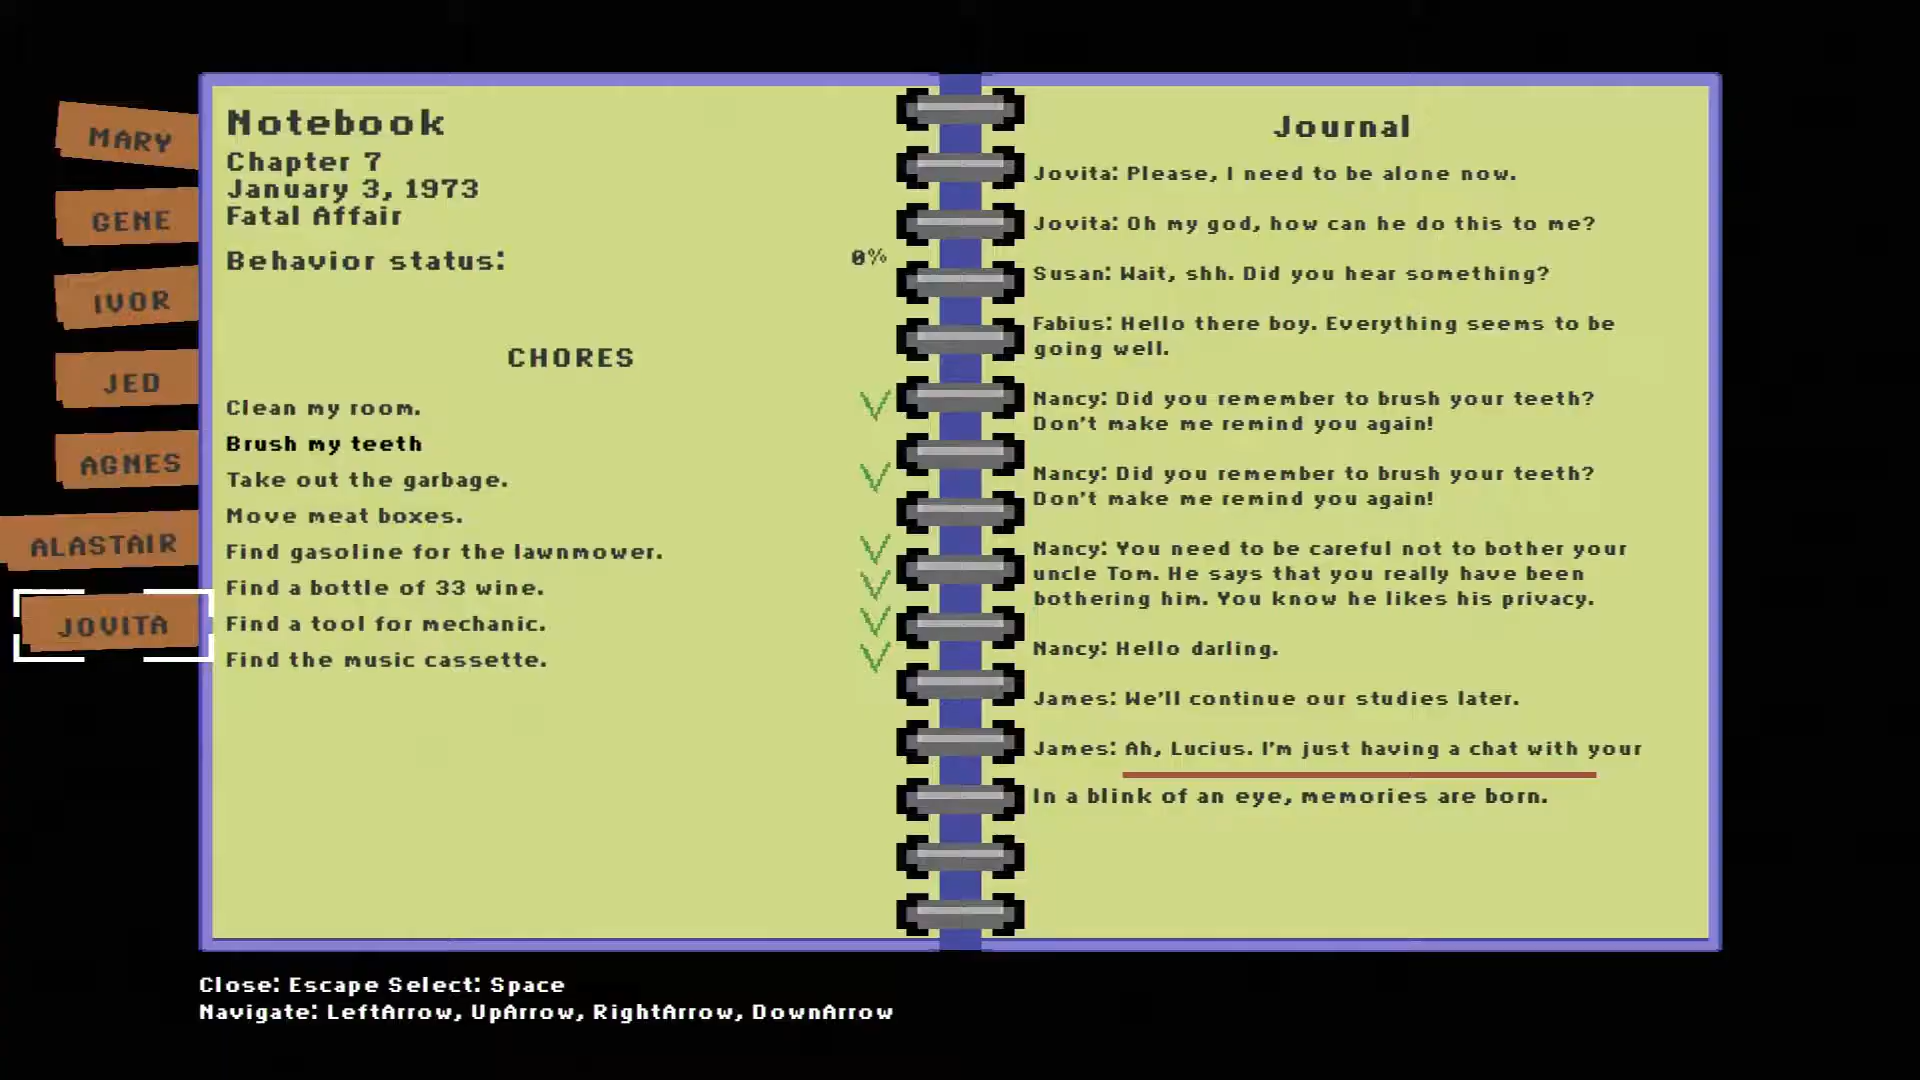 MARY
GENE
IVOR
JED
AGNES
ALASTAIR
JOVITA
Notebook
Chapter 7
January 3, 1973
Fatal Affair
Behavior status:
0%
CHORES
Clean my room.
Brush my teeth
Take out the garbage.
Move meat boxes.
Find gasoline for the lawnmower.
Find a bottle of 33 wine.
Find a tool for mechanic.
Find the music cassette.
Journal
Jovita: Please, I need to be alone now.
Jovita: Oh my god, how can he do this to me?
Susan: Wait, shh. Did you hear something?
Fabius: Hello there boy. Everything seems to be
going well.
Nancy: Did you remember to brush your teeth?
Don't make me remind you again!
Nancy: Did you remember to brush your teeth?
Don't make me remind you again!
Nancy: You need to be careful not to bother your
uncle Tom. He says that you really have been
bothering him. You know he likes his privacy.
Nancy: Hello darling.
James: We'll continue our studies later.
James: Ah, Lucius. I'm just having a chat with your
In a blink of an eye, memories are born.
Close: Escape Select: Space
Navigate: LeftArrow, UpArrow, RightArrow, DownArrow